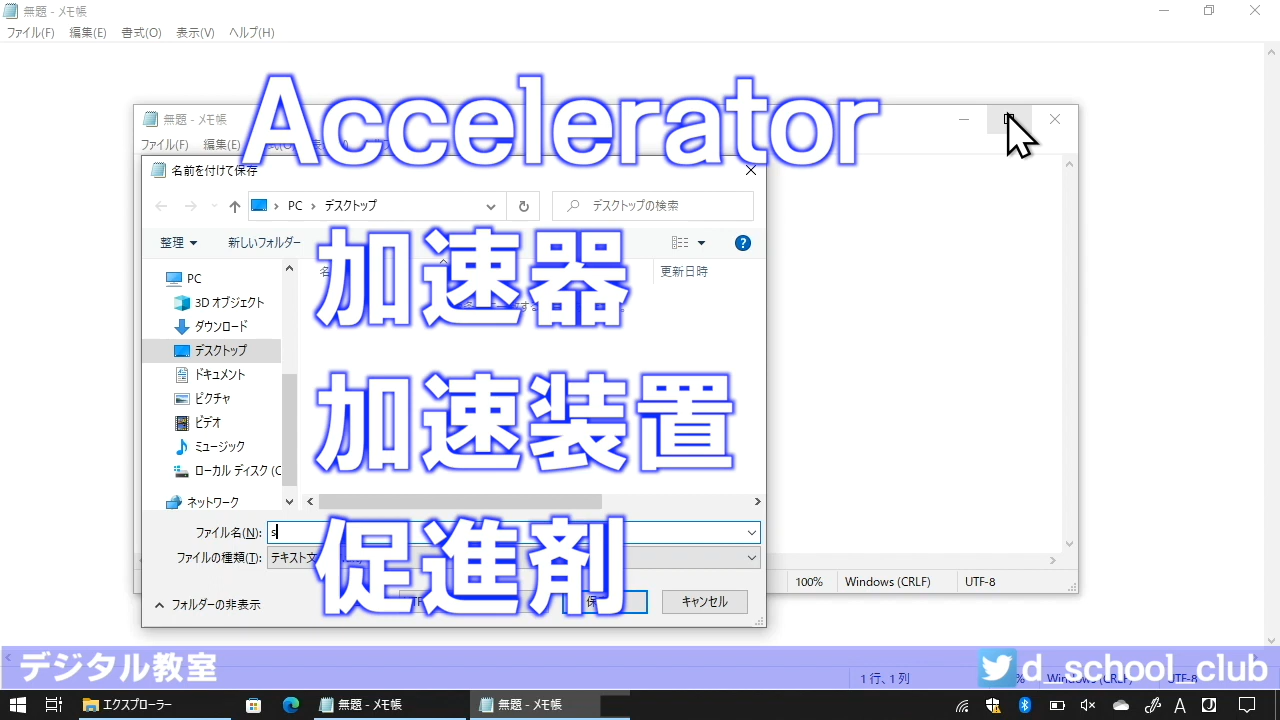 無題 - メモ帳
ファイル(F) 編集(E) 書式(O) 表示(V) ヘルプ(H)
Accelerator
無題 - メモ帳
ファイル(F) 編集(E)
名前を付けて保存
PC › デスクトップ
デスクトップの検索
整理 新しいフォルダー
加速器
更新日時
PC
3D オブジェクト
ダウンロード
デスクトップ
ドキュメント
ピクチャ
ビデオ
ミュージック
ローカル ディスク (C
ネットワーク
加速装置
促進剤
ファイル名(N): s
ファイルの種類(T): テキスト文
フォルダーの非表示
保
キャンセル
100% Windows (CRLF) UTF-8
デジタル教室
d_school_club
1 行、1 列
% Windows (CRLF) UTF-8
エクスプローラー
無題 - メモ帳
無題 - メモ帳
A